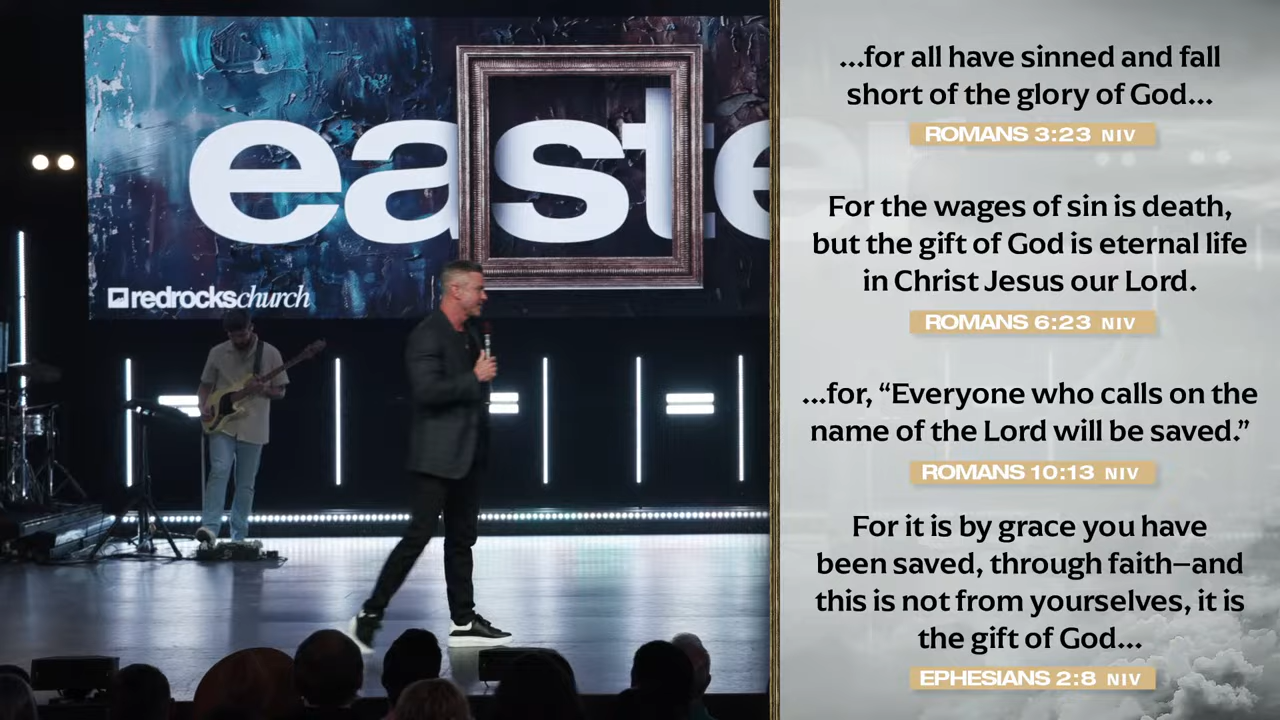 easte
redrockschurch
...for all have sinned and fall
short of the glory of God...
ROMANS 3:23 NIV
For the wages of sin is death,
but the gift of God is eternal life
in Christ Jesus our Lord.
ROMANS 6:23 NIV
...for, “Everyone who calls on the
name of the Lord will be saved.”
ROMANS 10:13 NIV
For it is by grace you have
been saved, through faith—and
this is not from yourselves, it is
the gift of God...
EPHESIANS 2:8 NIV